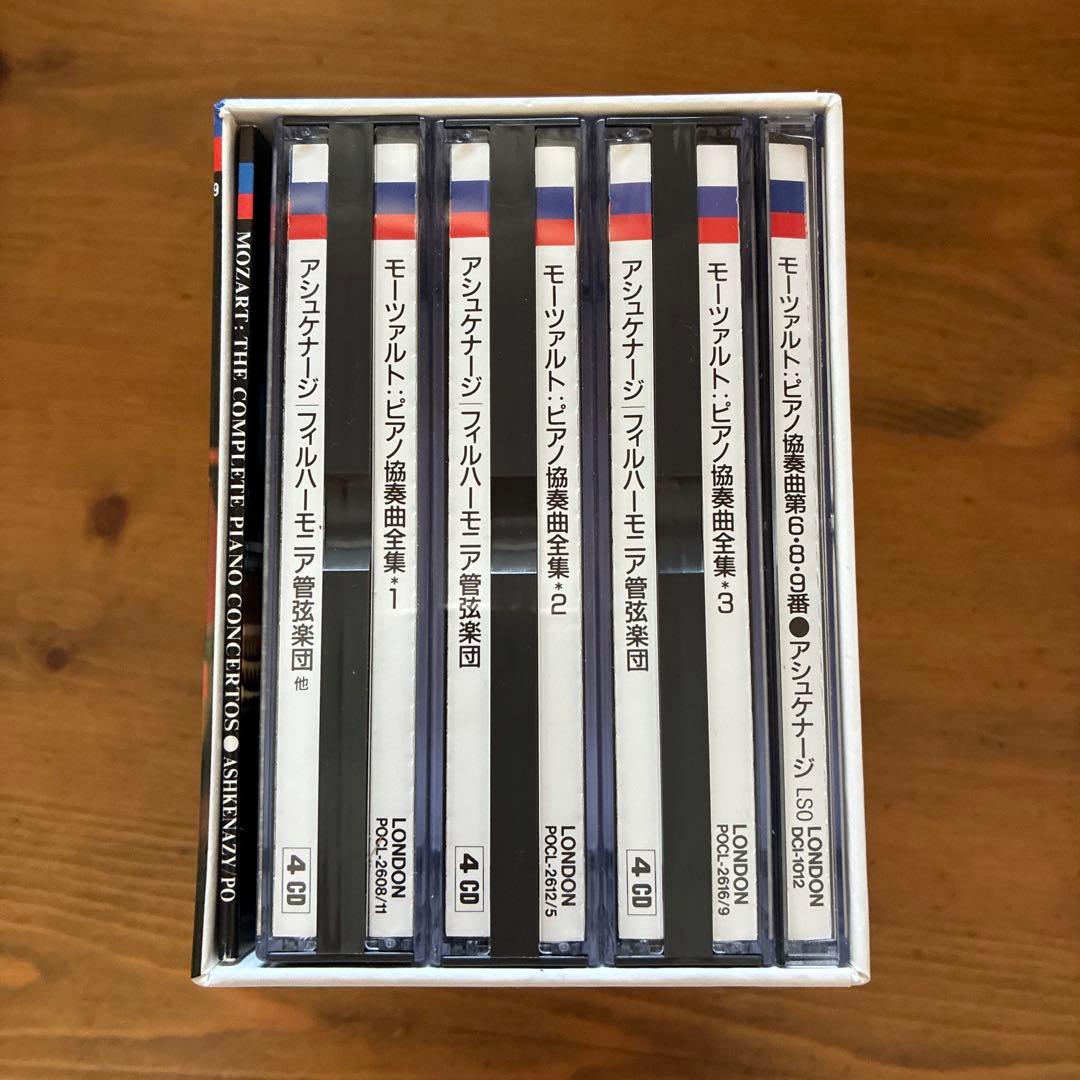 9
MOZART: THE COMPLETE PIANO CONCERTOS●ASHKENAZY/PO
アシュケナージ|フィルハーモニア管弦楽団 他
4 CD
モーツァルト:ピアノ協奏曲全集*1
LONDON
POCL-2608/11
アシュケナージ|フィルハーモニア管弦楽団
4 CD
モーツァルト:ピアノ協奏曲全集*2
LONDON
POCL-2612/5
アシュケナージ|フィルハーモニア管弦楽団
4 CD
モーツァルト:ピアノ協奏曲全集*3
LONDON
POCL-2616/9
モーツァルト:ピアノ協奏曲第6・8・9番●アシュケナージ LSO
LONDON
DCI-1012